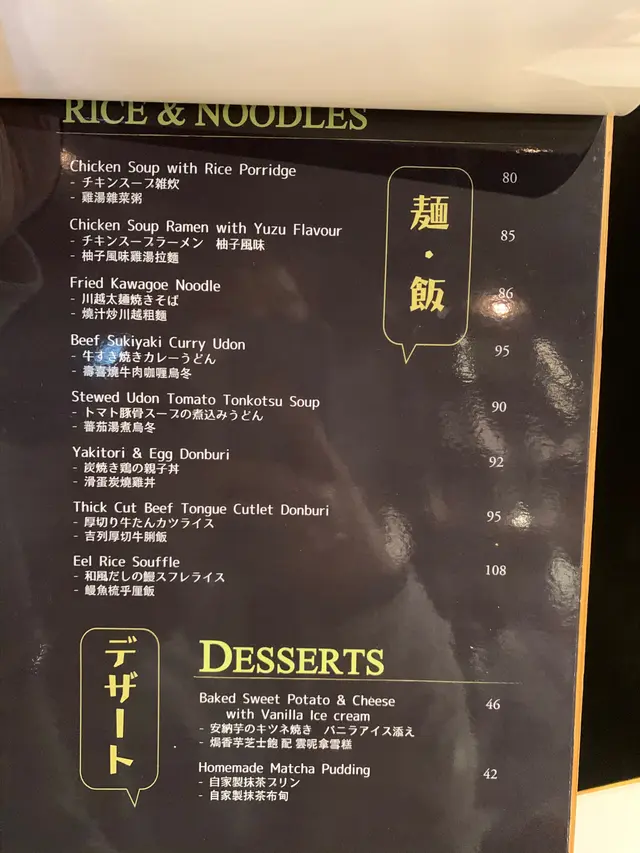 RICE & NOODLES
麺・飯
Chicken Soup with Rice Porridge 80
- チキンスープ雑炊
- 雞湯雜菜粥
Chicken Soup Ramen with Yuzu Flavour 85
- チキンスープラーメン 柚子風味
- 柚子風味雞湯拉麵
Fried Kawagoe Noodle 86
- 川越太麺焼きそば
- 燒汁炒川越粗麵
Beef Sukiyaki Curry Udon 95
- 牛すき焼きカレーうどん
- 壽喜燒牛肉咖喱烏冬
Stewed Udon Tomato Tonkotsu Soup 90
- トマト豚骨スープの煮込みうどん
- 蕃茄湯煮烏冬
Yakitori & Egg Donburi 92
- 炭焼き鶏の親子丼
- 滑蛋炭燒雞丼
Thick Cut Beef Tongue Cutlet Donburi 95
- 厚切り牛たんカツライス
- 吉列厚切牛脷飯
Eel Rice Souffle 108
- 和風だしの鰻スフレライス
- 鰻魚梳乎厘飯
デザート
DESSERTS
Baked Sweet Potato & Cheese 46
with Vanilla Ice cream
- 安納芋のキツネ焼き バニラアイス添え
- 焗香芋芝士鮑 配 雲呢拿雪糕
Homemade Matcha Pudding 42
- 自家製抹茶プリン
- 自家製抹茶布甸